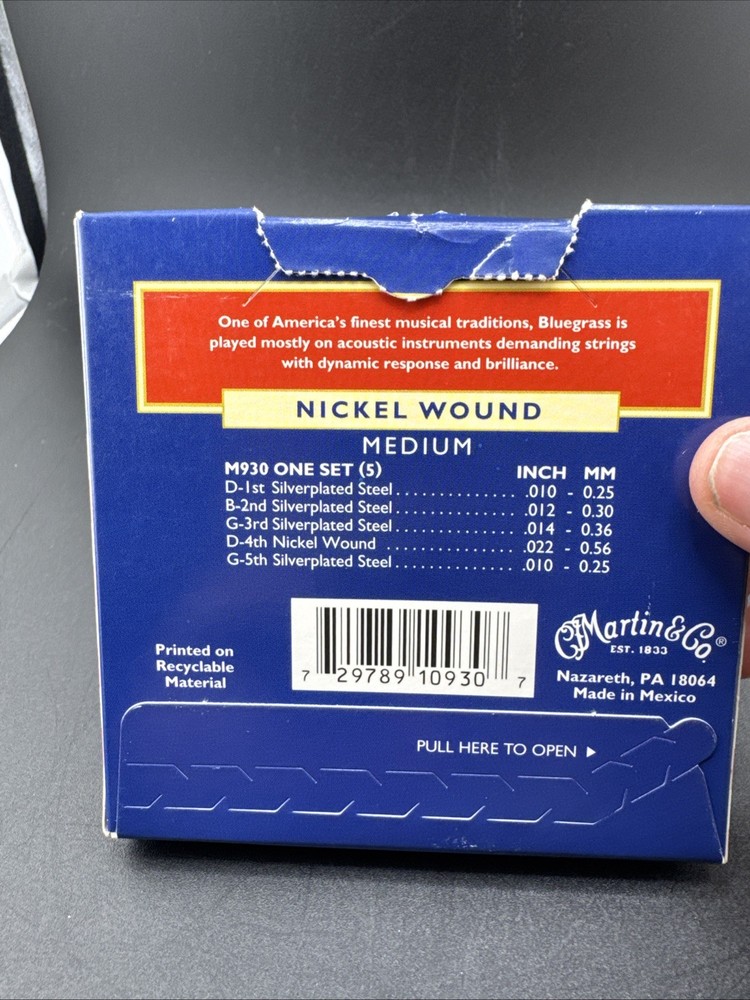 One of America's finest musical traditions, Bluegrass is
played mostly on acoustic instruments demanding strings
with dynamic response and brilliance.
NICKEL WOUND
MEDIUM
M930 ONE SET (5) INCH MM
D-1st Silverplated Steel.............. .010 - 0.25
B-2nd Silverplated Steel.............. .012 - 0.30
G-3rd Silverplated Steel.............. .014 - 0.36
D-4th Nickel Wound ................ .022 - 0.56
G-5th Silverplated Steel.............. .010 - 0.25
Printed on
Recyclable
Material
7 29789 10930 7
CF Martin & Co.®
EST. 1833
Nazareth, PA 18064
Made in Mexico
PULL HERE TO OPEN ►